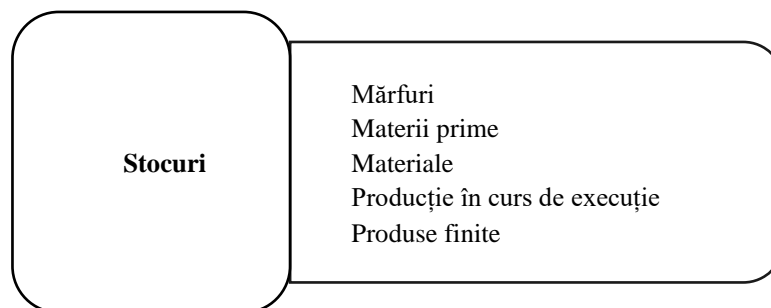 Stocuri
Mărfuri
Materii prime
Materiale
Producție în curs de execuție
Produse finite